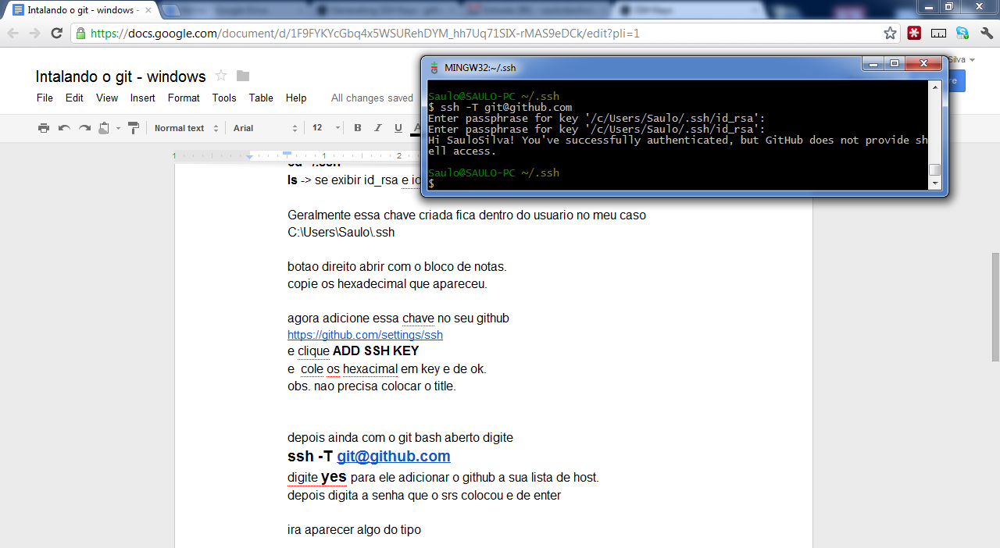 Intalando o git - windows -
https://docs.google.com/document/d/1F9FYKYcGbq4x5WSURehDYM_hh7Uq71SIX-rMAS9eDCk/edit?pli=1
Intalando o git - windows
File Edit View Insert Format Tools Table Help All changes saved
Normal text Arial 12 B I U A
1 1 2
MINGW32:~/.ssh
Saulo@SAULO-PC ~/.ssh
$ ssh -T git@github.com
Enter passphrase for key '/c/Users/Saulo/.ssh/id_rsa':
Enter passphrase for key '/c/Users/Saulo/.ssh/id_rsa':
Hi SauloSilva! You've successfully authenticated, but GitHub does not provide sh
ell access.
Saulo@SAULO-PC ~/.ssh
$
Silva
ls -> se exibir id_rsa e
Geralmente essa chave criada fica dentro do usuario no meu caso
C:\Users\Saulo\.ssh
botao direito abrir com o bloco de notas.
copie os hexadecimal que apareceu.
agora adicione essa chave no seu github
https://github.com/settings/ssh
e clique ADD SSH KEY
e  cole os hexacimal em key e de ok.
obs. nao precisa colocar o title.
depois ainda com o git bash aberto digite
ssh -T git@github.com
digite yes para ele adicionar o github a sua lista de host.
depois digita a senha que o srs colocou e de enter
ira aparecer algo do tipo